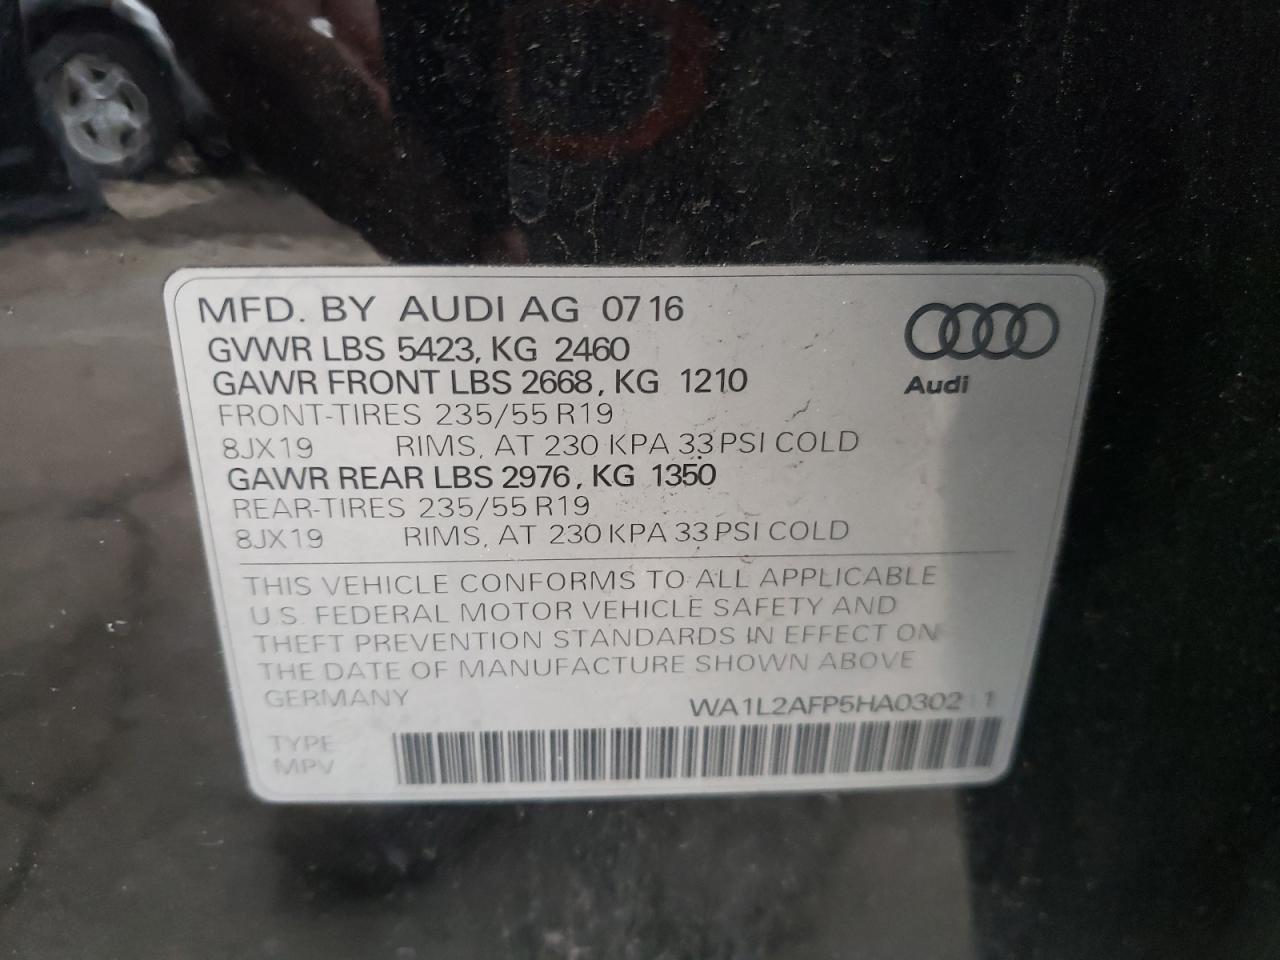 MFD. BY AUDI AG 07 16
GVWR LBS 5423, KG 2460
GAWR FRONT LBS 2668, KG 1210
FRONT-TIRES 235/55 R19
8JX19 RIMS, AT 230 KPA 33 PSI COLD
GAWR REAR LBS 2976, KG 1350
REAR-TIRES 235/55 R19
8JX19 RIMS, AT 230 KPA 33 PSI COLD
Audi
THIS VEHICLE CONFORMS TO ALL APPLICABLE
U.S. FEDERAL MOTOR VEHICLE SAFETY AND
THEFT PREVENTION STANDARDS IN EFFECT ON
THE DATE OF MANUFACTURE SHOWN ABOVE
GERMANY
TYPE
MPV